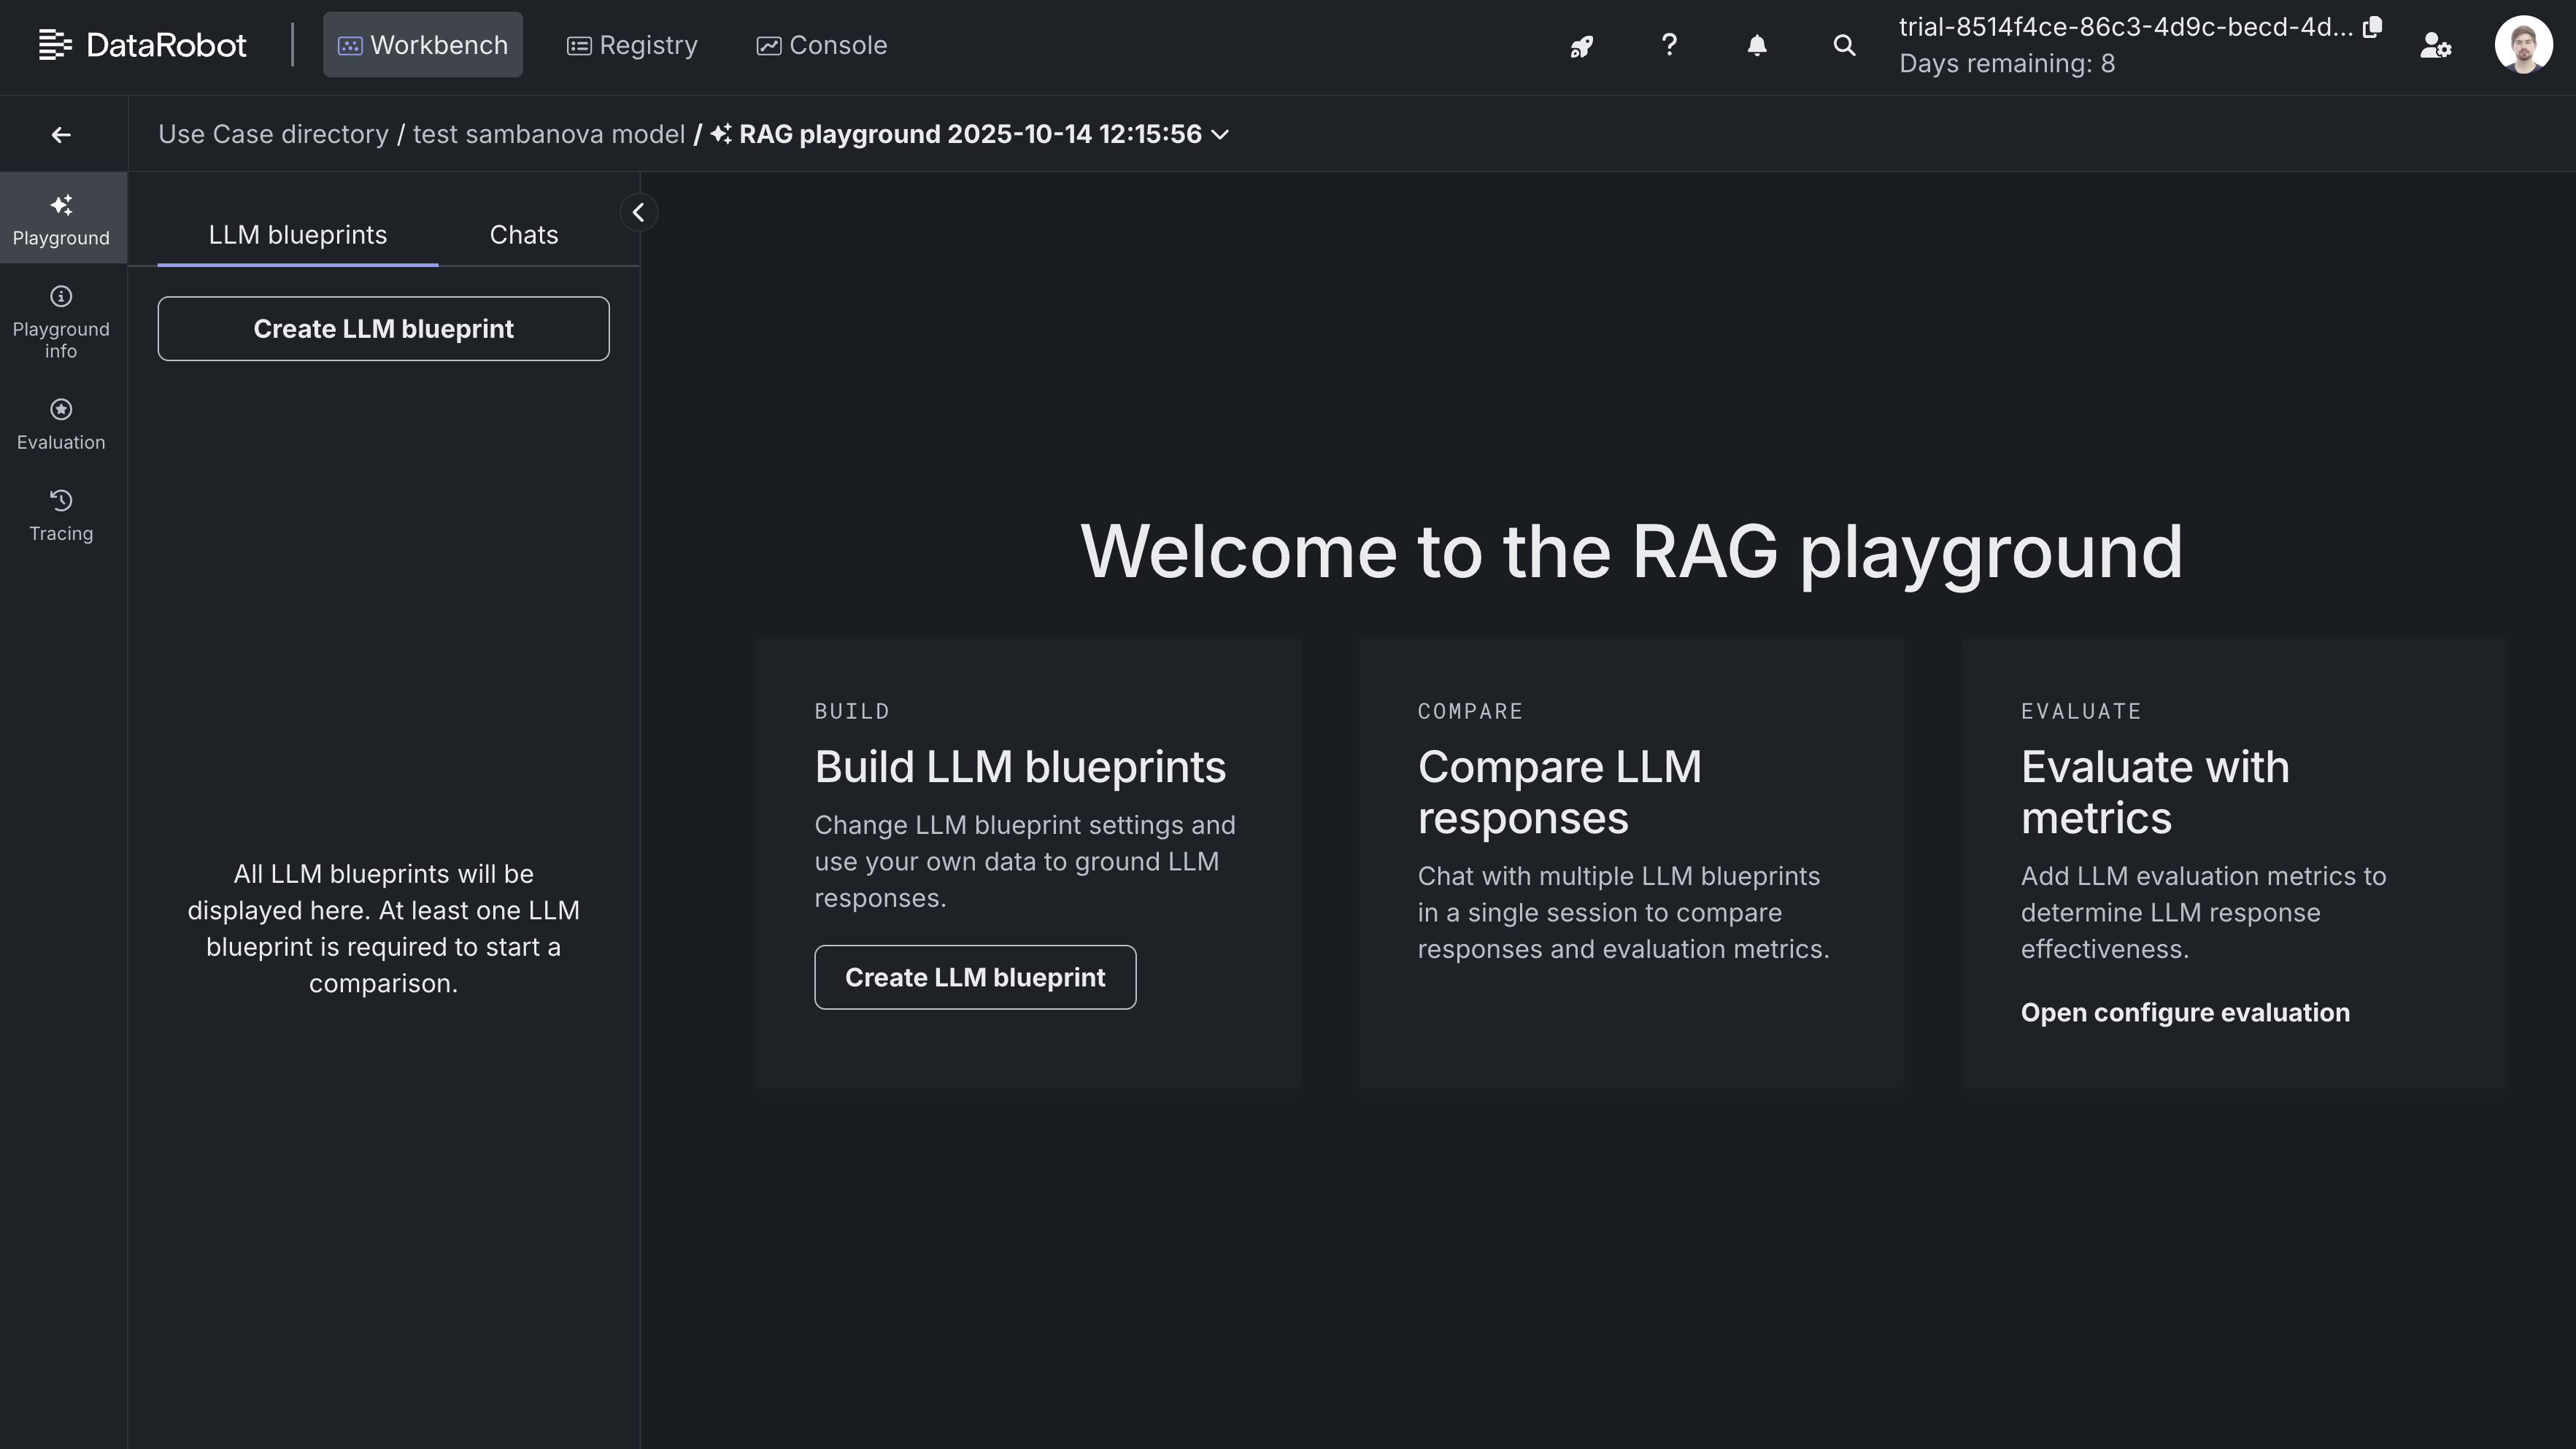 DataRobot
Workbench
Registry
Console
trial-8514f4ce-86c3-4d9c-becd-4d...
Days remaining: 8
Use Case directory / test sambanova model / RAG playground 2025-10-14 12:15:56
Playground
Playground
info
Evaluation
Tracing
LLM blueprints
Chats
Create LLM blueprint
All LLM blueprints will be
displayed here. At least one LLM
blueprint is required to start a
comparison.
Welcome to the RAG playground
BUILD
Build LLM blueprints
Change LLM blueprint settings and
use your own data to ground LLM
responses.
Create LLM blueprint
COMPARE
Compare LLM
responses
Chat with multiple LLM blueprints
in a single session to compare
responses and evaluation metrics.
EVALUATE
Evaluate with
metrics
Add LLM evaluation metrics to
determine LLM response
effectiveness.
Open configure evaluation